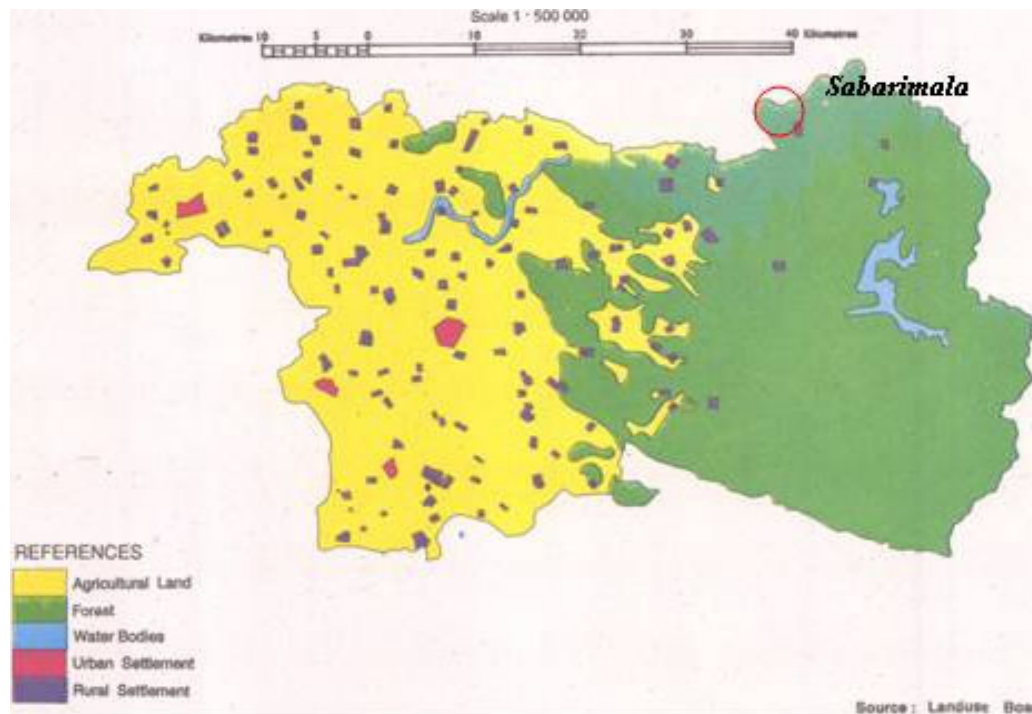 Scale 1 · 500 000
Kilometres 10 5 0 10 20 30 40 Kilometres
Sabarimala
REFERENCES
Agricultural Land
Forest
Water Bodies
Urban Settlement
Rural Settlement
Source : Landuse Boa